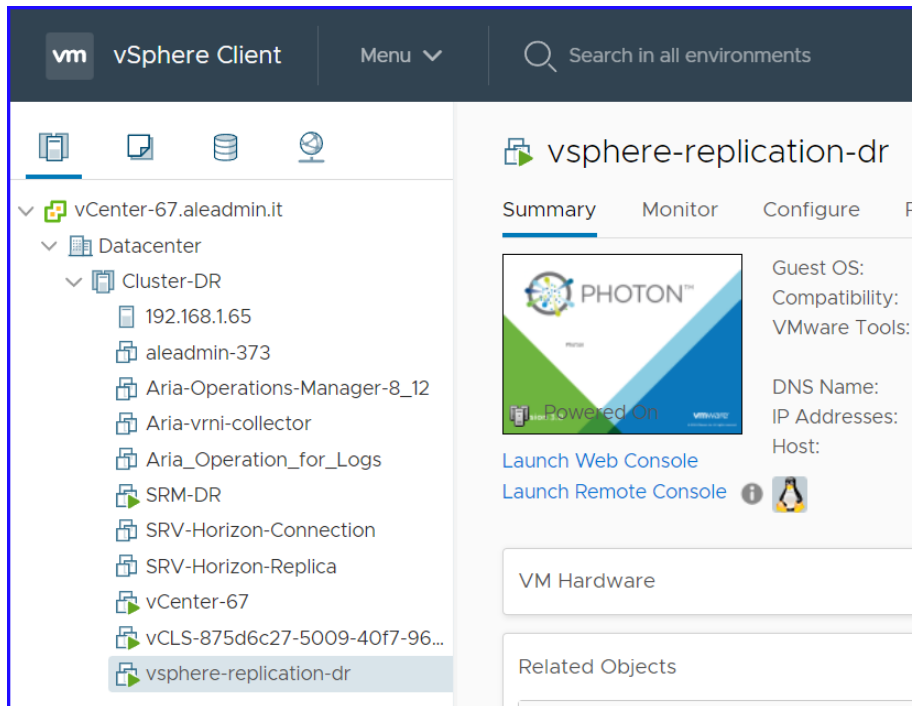 vm vSphere Client Menu Search in all environments
vsphere-replication-dr
Summary Monitor Configure
vCenter-67.aleadmin.it
Datacenter
Cluster-DR
192.168.1.65
aleadmin-373
Aria-Operations-Manager-8_12
Aria-vrni-collector
Aria_Operation_for_Logs
SRM-DR
SRV-Horizon-Connection
SRV-Horizon-Replica
vCenter-67
vCLS-875d6c27-5009-40f7-96...
vsphere-replication-dr
PHOTON™
Photon
Powered On
vmware
Guest OS:
Compatibility:
VMware Tools:
DNS Name:
IP Addresses:
Host:
Launch Web Console
Launch Remote Console
VM Hardware
Related Objects